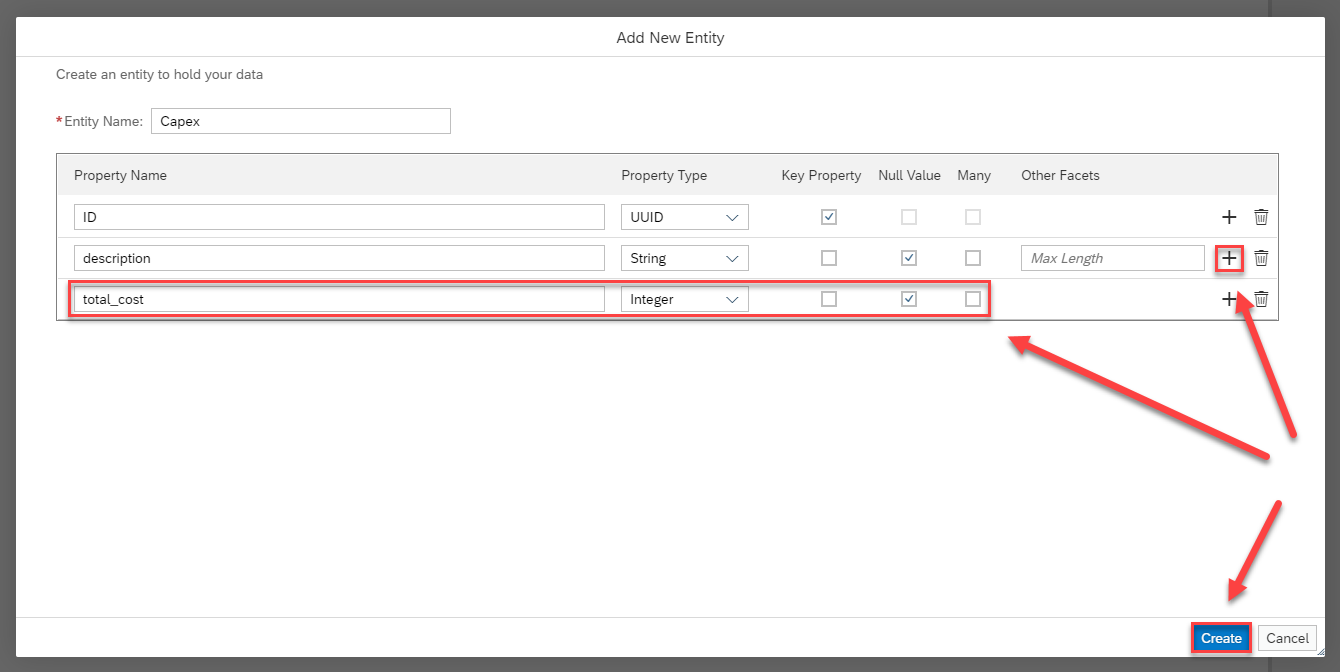 Add New Entity
Create an entity to hold your data
*Entity Name: Capex
Property Name Property Type Key Property Null Value Many Other Facets
ID UUID
description String Max Length
total_cost Integer
Create Cancel